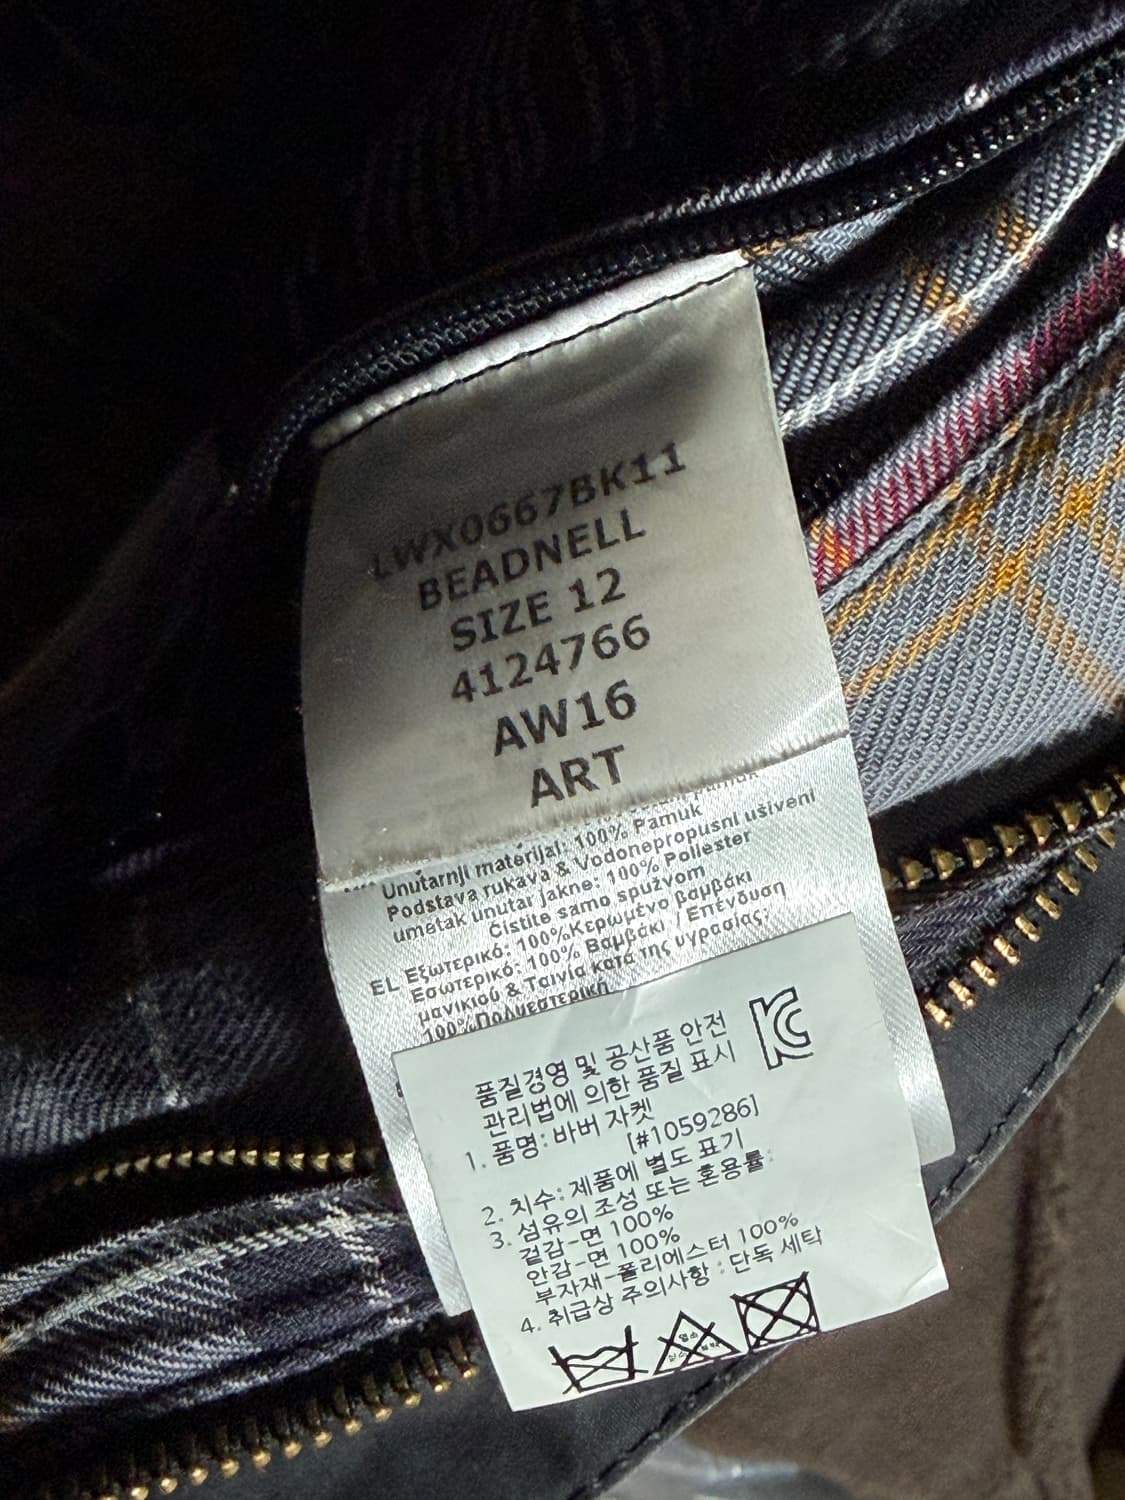 LWX0667BK11
BEADNELL
SIZE 12
4124766
AW16
ART
Unutarnji materijal: 100% Pamuk
Podstava rukava & Vodonepropusni ušiveni
umetak unutar jakne: 100% Poliester
Čistite samo spužvom
EL Εξωτερικό: 100%Κερωμένο βαμβάκι
Εσωτερικό: 100% Βαμβάκι / Επένδυση
μανικιού & Ταινία κατά της υγρασίας:
100%Πολυεστερική
품질경영 및 공산품 안전
관리법에 의한 품질 표시
1. 품명: 바버 자켓
[#1059286]
2. 치수: 제품에 별도 표기
3. 섬유의 조성 또는 혼용률:
겉감-면 100%
안감-면 100%
부자재-폴리에스터 100%
4. 취급상 주의사항 : 단독 세탁
염소